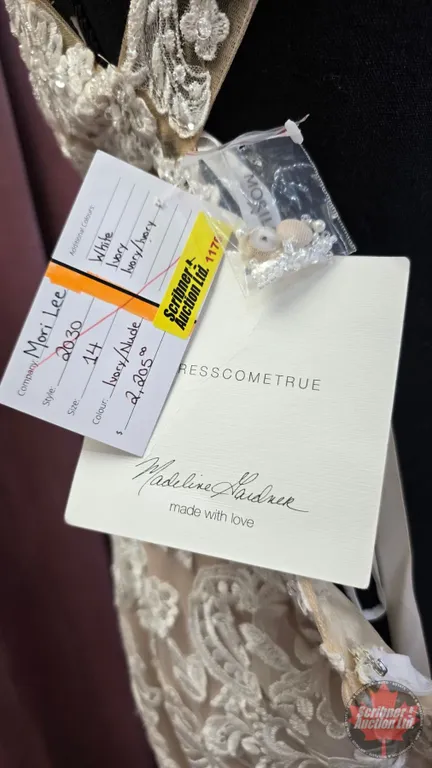 Company: Mori Lee
Style: 2030
Size: 14
Colour: Ivory/Nude
$ 2,205.00
Additional Colours:
White
Ivory
Ivory/Ivory
Scribner
Auction Ltd.
117
RESSCOMETRUE
Madeline Gardner
made with love
Scribner
Auction Ltd.